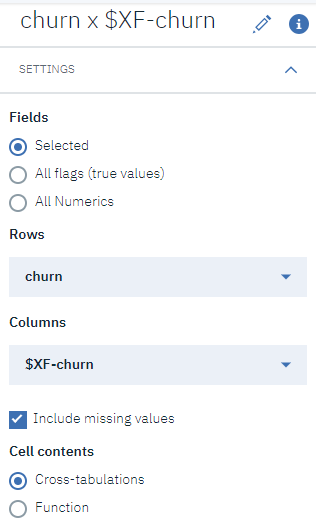 churn x $XF-churn
SETTINGS
Fields
Selected
All flags (true values)
All Numerics
Rows
churn
Columns
$XF-churn
Include missing values
Cell contents
Cross-tabulations
Function